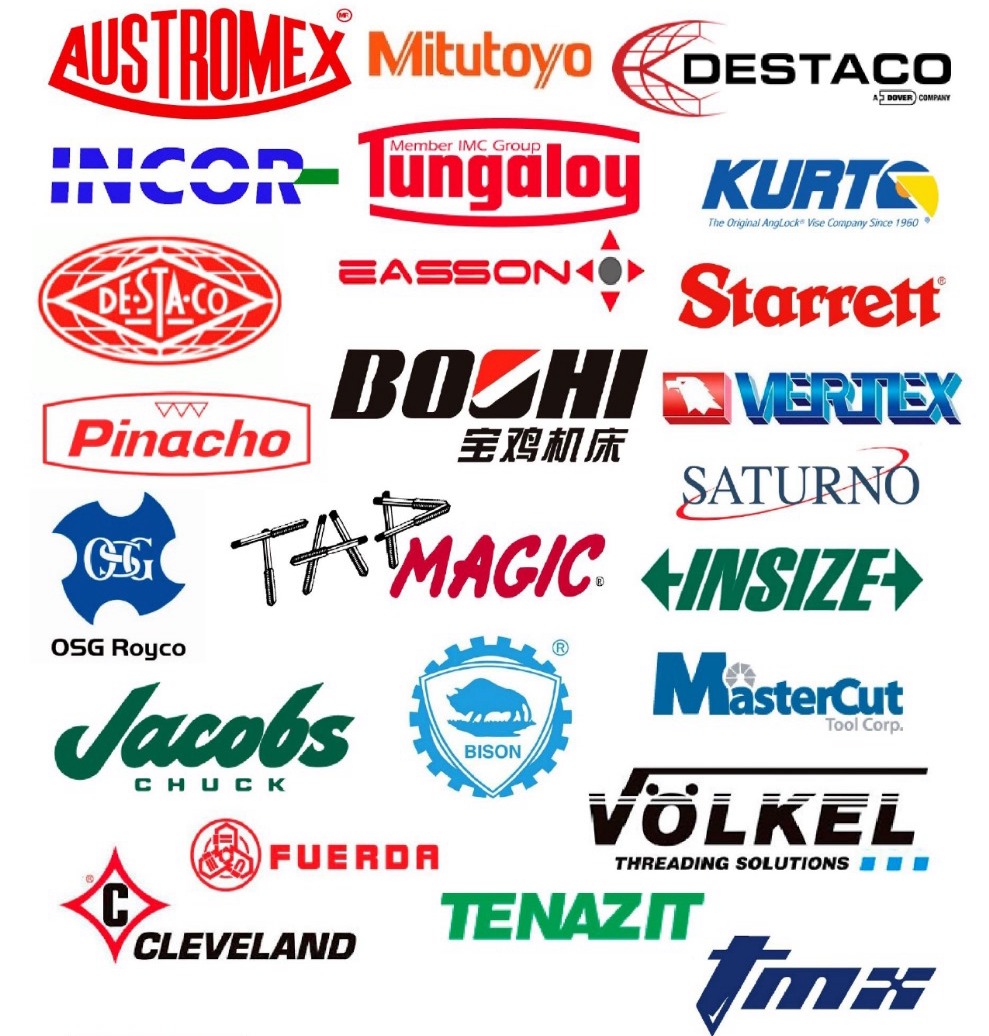 AUSTROMEX MF
Mitutoyo
DESTACO
A DOVER COMPANY
INCOR
Member IMC Group
Tungaloy
KURT
The Original AngLock® Vise Company Since 1960 ®
DE-STA-CO
EASSON
Starrett®
BOCHI
宝鸡机床
VERTEX
Pinacho
SATURNO
OSG
OSG Royco
TAP MAGIC®
INSIZE
Jacobs
CHUCK
®
BISON
MasterCut
Tool Corp.
VÖLKEL
THREADING SOLUTIONS
FUERDA
® C
CLEVELAND
TENAZIT
tmx